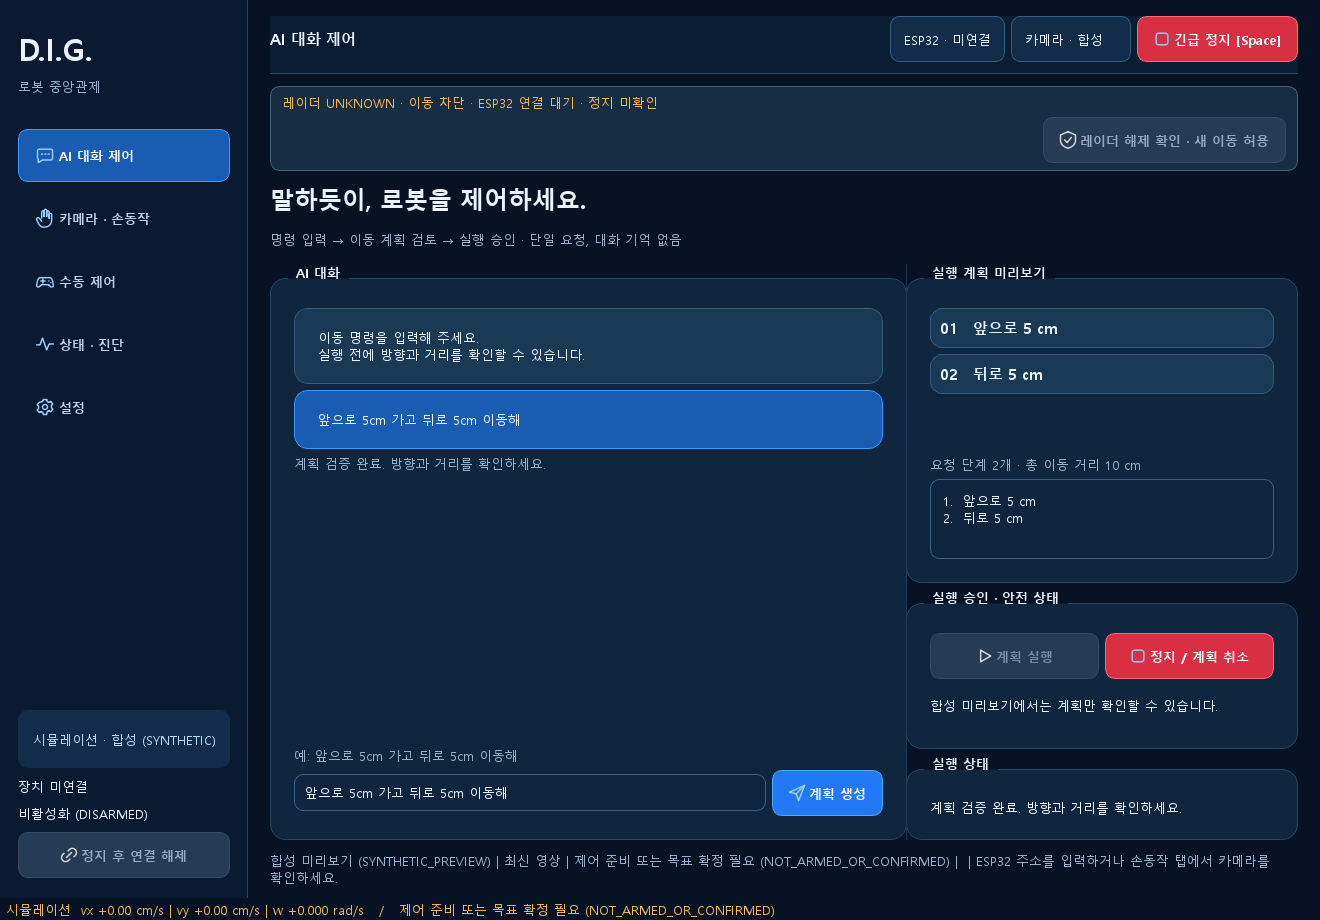 D.I.G.
로봇 중앙관제
AI 대화 제어
카메라 · 손동작
수동 제어
상태 · 진단
설정
시뮬레이션 · 합성 (SYNTHETIC)
장치 미연결
비활성화 (DISARMED)
정지 후 연결 해제
AI 대화 제어
ESP32 · 미연결
카메라 · 합성
긴급 정지 [Space]
레이더 UNKNOWN · 이동 차단 · ESP32 연결 대기 · 정지 미확인
레이더 해제 확인 · 새 이동 허용
말하듯이, 로봇을 제어하세요.
명령 입력 → 이동 계획 검토 → 실행 승인 · 단일 요청, 대화 기억 없음
AI 대화
이동 명령을 입력해 주세요.
실행 전에 방향과 거리를 확인할 수 있습니다.
앞으로 5cm 가고 뒤로 5cm 이동해
계획 검증 완료. 방향과 거리를 확인하세요.
예: 앞으로 5cm 가고 뒤로 5cm 이동해
앞으로 5cm 가고 뒤로 5cm 이동해
계획 생성
실행 계획 미리보기
01 앞으로 5 cm
02 뒤로 5 cm
요청 단계 2개 · 총 이동 거리 10 cm
1. 앞으로 5 cm
2. 뒤로 5 cm
실행 승인 · 안전 상태
계획 실행
정지 / 계획 취소
합성 미리보기에서는 계획만 확인할 수 있습니다.
실행 상태
계획 검증 완료. 방향과 거리를 확인하세요.
합성 미리보기 (SYNTHETIC_PREVIEW) | 최신 영상 | 제어 준비 또는 목표 확정 필요 (NOT_ARMED_OR_CONFIRMED) | | ESP32 주소를 입력하거나 손동작 탭에서 카메라를
확인하세요.
시뮬레이션 vx +0.00 cm/s | vy +0.00 cm/s | w +0.000 rad/s / 제어 준비 또는 목표 확정 필요 (NOT_ARMED_OR_CONFIRMED)